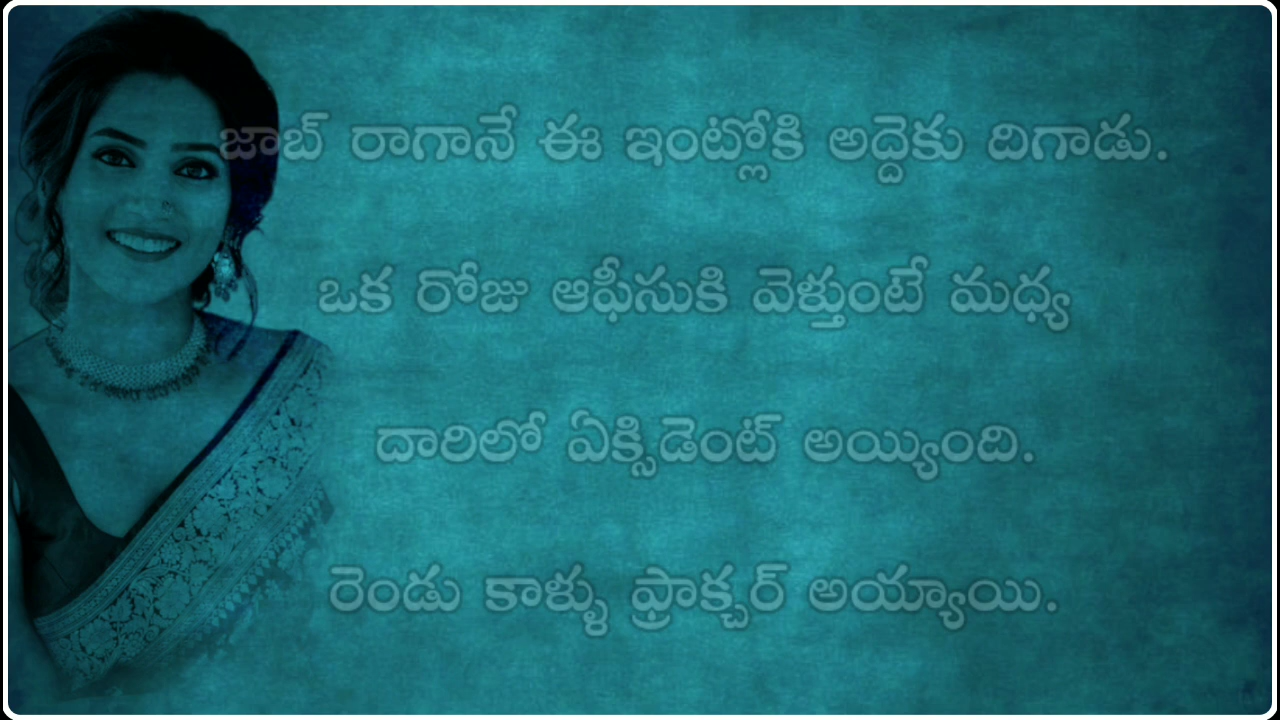 జాబ్ రాగానే ఈ ఇంట్లోకి అద్దెకు దిగాడు.
ఒక రోజు ఆఫీసుకి వెళ్తుంటే మధ్య
దారిలో ఏక్సిడెంట్ అయ్యింది.
రెండు కాళ్ళు ఫ్రాక్చర్ అయ్యాయి.